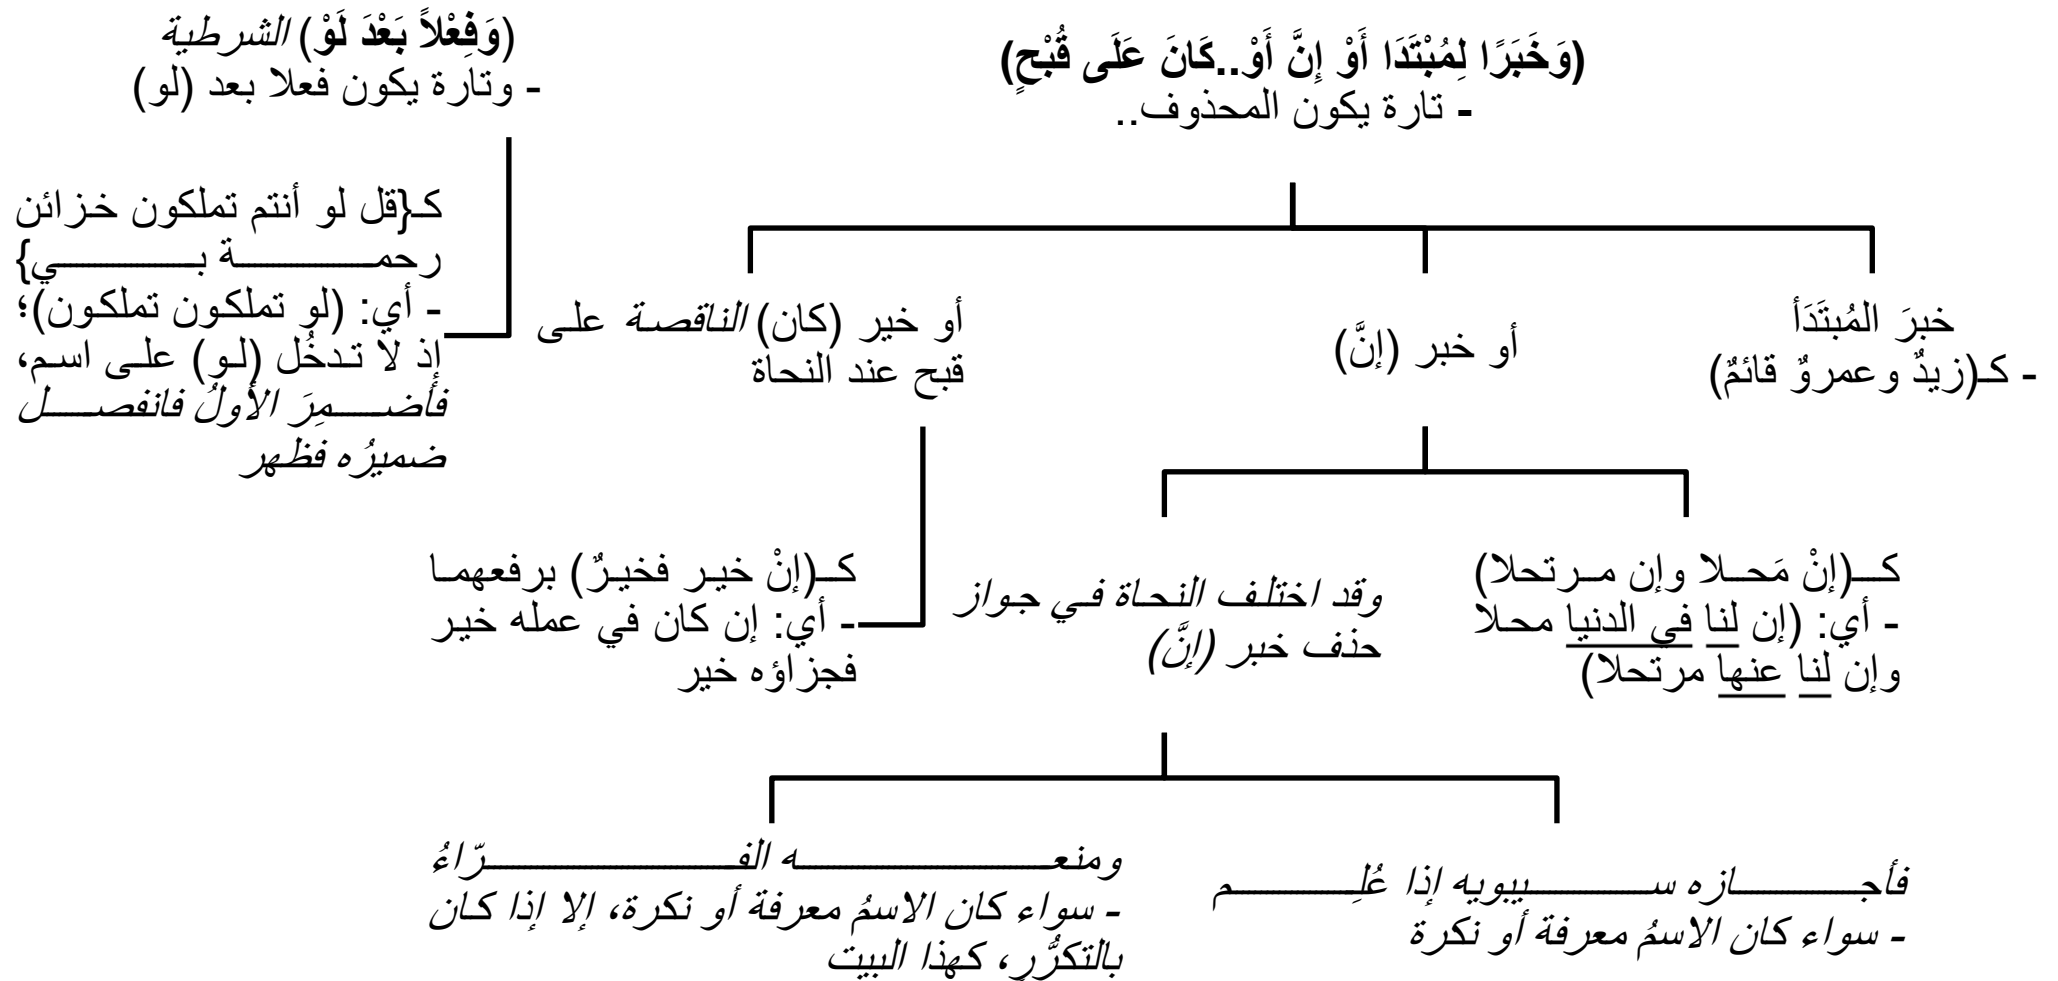 (وَخَبَرًا لِمُبْتَدَا أَوْ إِنَّ أَوْ..كَانَ عَلَى قُبْحٍ)
- تارة يكون المحذوف..
خبرَ المُبتَدَأ
- كـ(زيدٌ وعمروٌ قائمٌ)
أو خبر (إنَّ)
كـ(إنْ مَحلا وإن مرتحلا)
- أي: (إن لنا في الدنيا محلا
وإن لنا عنها مرتحلا)
وقد اختلف النحاة في جواز
حذف خبر (إنَّ)
فأجازه سيبويه إذا عُلِم
- سواء كان الاسمُ معرفة أو نكرة
ومنعه الفرّاءُ
- سواء كان الاسمُ معرفة أو نكرة، إلا إذا كان
بالتكرُّرِ، كهذا البيت
أو خير (كان) الناقصة على
قبح عند النحاة
كـ(إنْ خير فخيرٌ) برفعهما
- أي: إن كان في عمله خير
فجزاؤه خير
(وَفِعْلاً بَعْدَ لَوْ) الشرطية
- وتارة يكون فعلا بعد (لو)
كـ{قل لو أنتم تملكون خزائن
رحمة بي}
- أي: (لو تملكون تملكون)؛
إذ لا تدخُل (لو) على اسم،
فأضمِرَ الأولُ فانفصل
ضميرُه فظهر